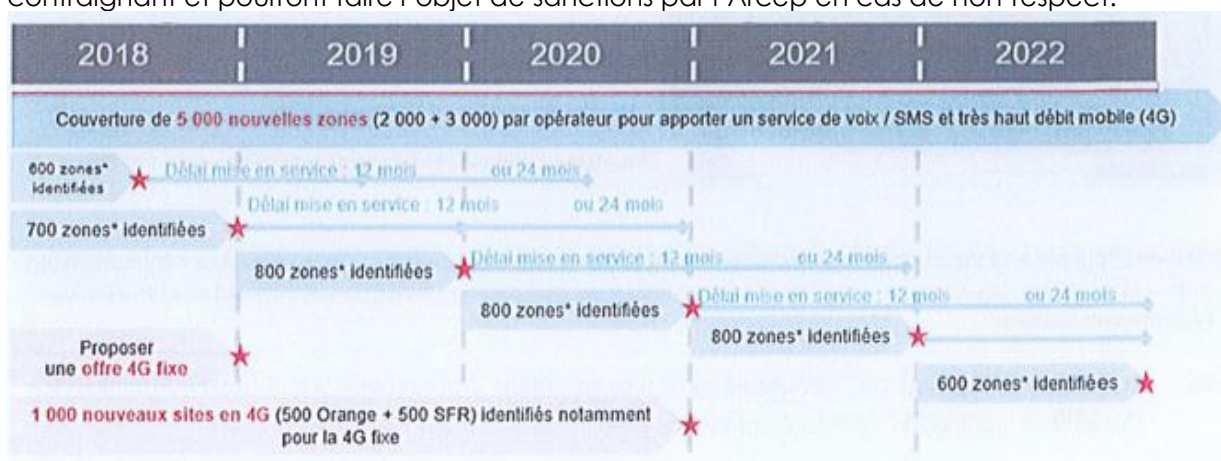 contraignant et pourront faire l'objet de sanctions par l'Arcep en cas de non respect.
2018 2019 2020 2021 2022
Couverture de 5 000 nouvelles zones (2 000 + 3 000) par opérateur pour apporter un service de voix / SMS et très haut débit mobile (4G)
600 zones*
identifiées
Délai mise en service : 12 mois ou 24 mois
Délai mise en service : 12 mois ou 24 mois
700 zones* identifiées
Délai mise en service : 12 mois ou 24 mois
800 zones* identifiées
Délai mise en service : 12 mois ou 24 mois
800 zones* identifiées
800 zones* identifiées
Proposer
une offre 4G fixe
600 zones* identifiées
1 000 nouveaux sites en 4G (500 Orange + 500 SFR) identifiés notamment
pour la 4G fixe